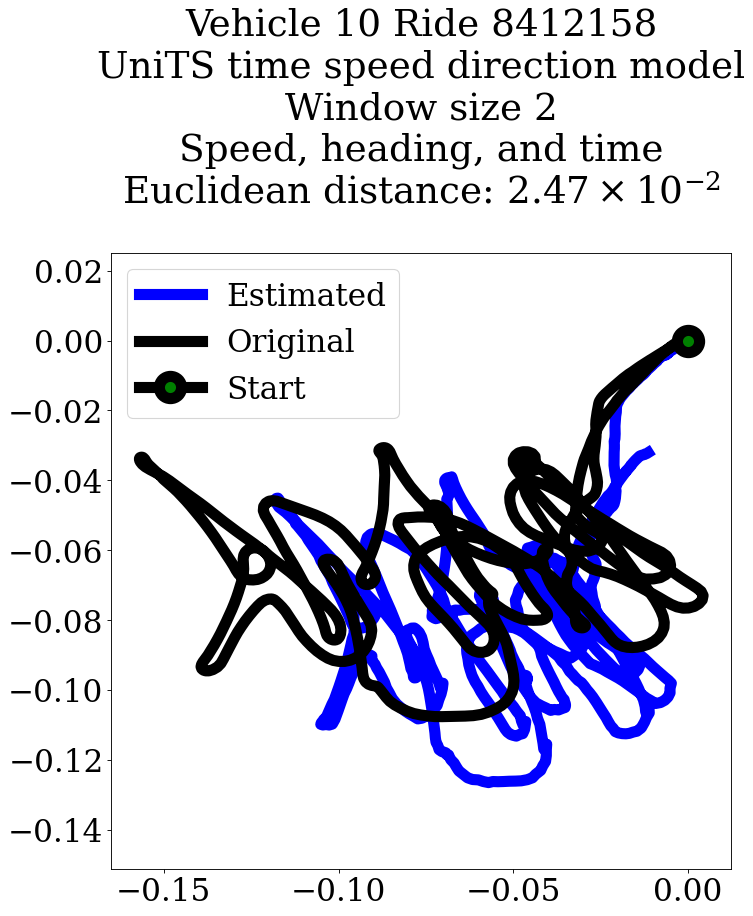 Vehicle 10 Ride 8412158
UniTS time speed direction model
Window size 2
Speed, heading, and time
Euclidean distance: 2.47 × 10⁻²
Estimated
Original
Start
0.02
0.00
−0.02
−0.04
−0.06
−0.08
−0.10
−0.12
−0.14
−0.15
−0.10
−0.05
0.00